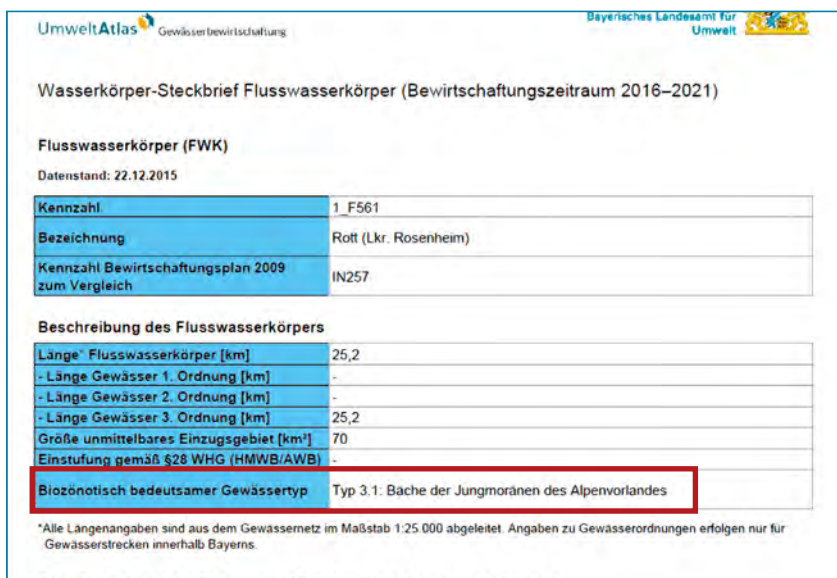 UmweltAtlas Gewässerbewirtschaftung
Bayerisches Landesamt für
Umwelt
Wasserkörper-Steckbrief Flusswasserkörper (Bewirtschaftungszeitraum 2016–2021)
Flusswasserkörper (FWK)
Datenstand: 22.12.2015
Kennzahl 1_F561
Bezeichnung Rott (Lkr. Rosenheim)
Kennzahl Bewirtschaftungsplan 2009
zum Vergleich IN257
Beschreibung des Flusswasserkörpers
Länge* Flusswasserkörper [km] 25,2
- Länge Gewässer 1. Ordnung [km] -
- Länge Gewässer 2. Ordnung [km] -
- Länge Gewässer 3. Ordnung [km] 25,2
Größe unmittelbares Einzugsgebiet [km²] 70
Einstufung gemäß §28 WHG (HMWB/AWB) -
Biozönotisch bedeutsamer Gewässertyp Typ 3.1: Bäche der Jungmoränen des Alpenvorlandes
*Alle Längenangaben sind aus dem Gewässernetz im Maßstab 1:25.000 abgeleitet. Angaben zu Gewässerordnungen erfolgen nur für
Gewässerstrecken innerhalb Bayerns.